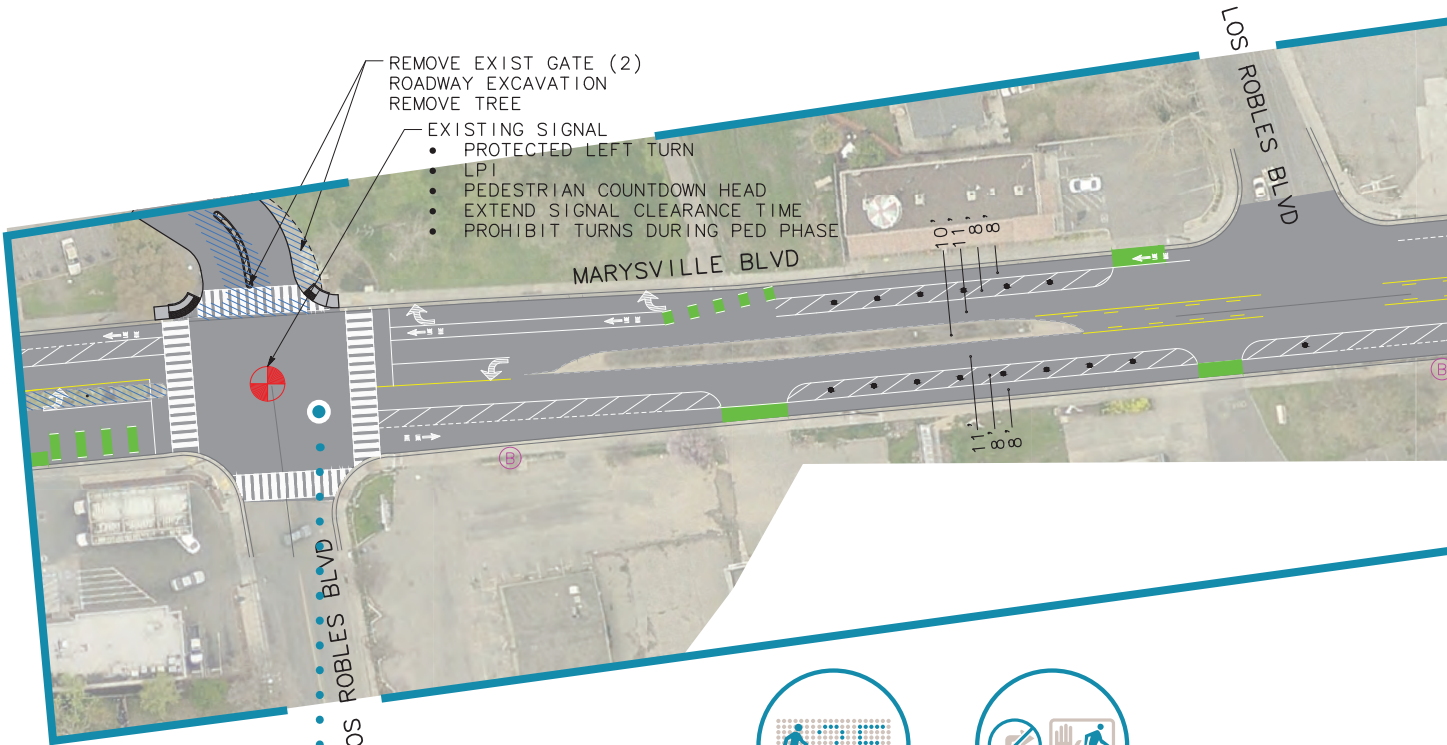 REMOVE EXIST GATE (2)
ROADWAY EXCAVATION
REMOVE TREE
EXISTING SIGNAL
• PROTECTED LEFT TURN
• LPI
• PEDESTRIAN COUNTDOWN HEAD
• EXTEND SIGNAL CLEARANCE TIME
• PROHIBIT TURNS DURING PED PHASE
LOS ROBLES BLVD
MARYSVILLE BLVD
10'
11'
8'
8'
11'
8'
8'
B
B
LOS ROBLES BLVD